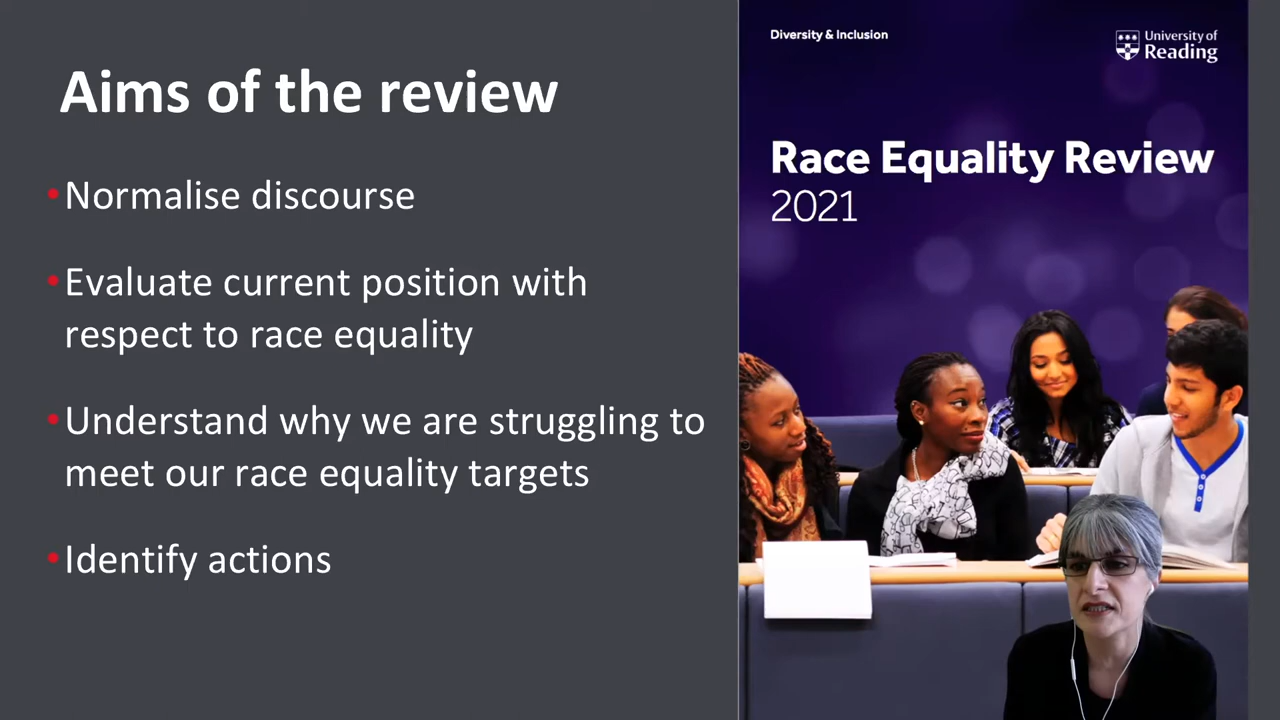 Aims of the review
•Normalise discourse
•Evaluate current position with
respect to race equality
•Understand why we are struggling to
meet our race equality targets
•Identify actions
Diversity & Inclusion
University of
Reading
Race Equality Review
2021